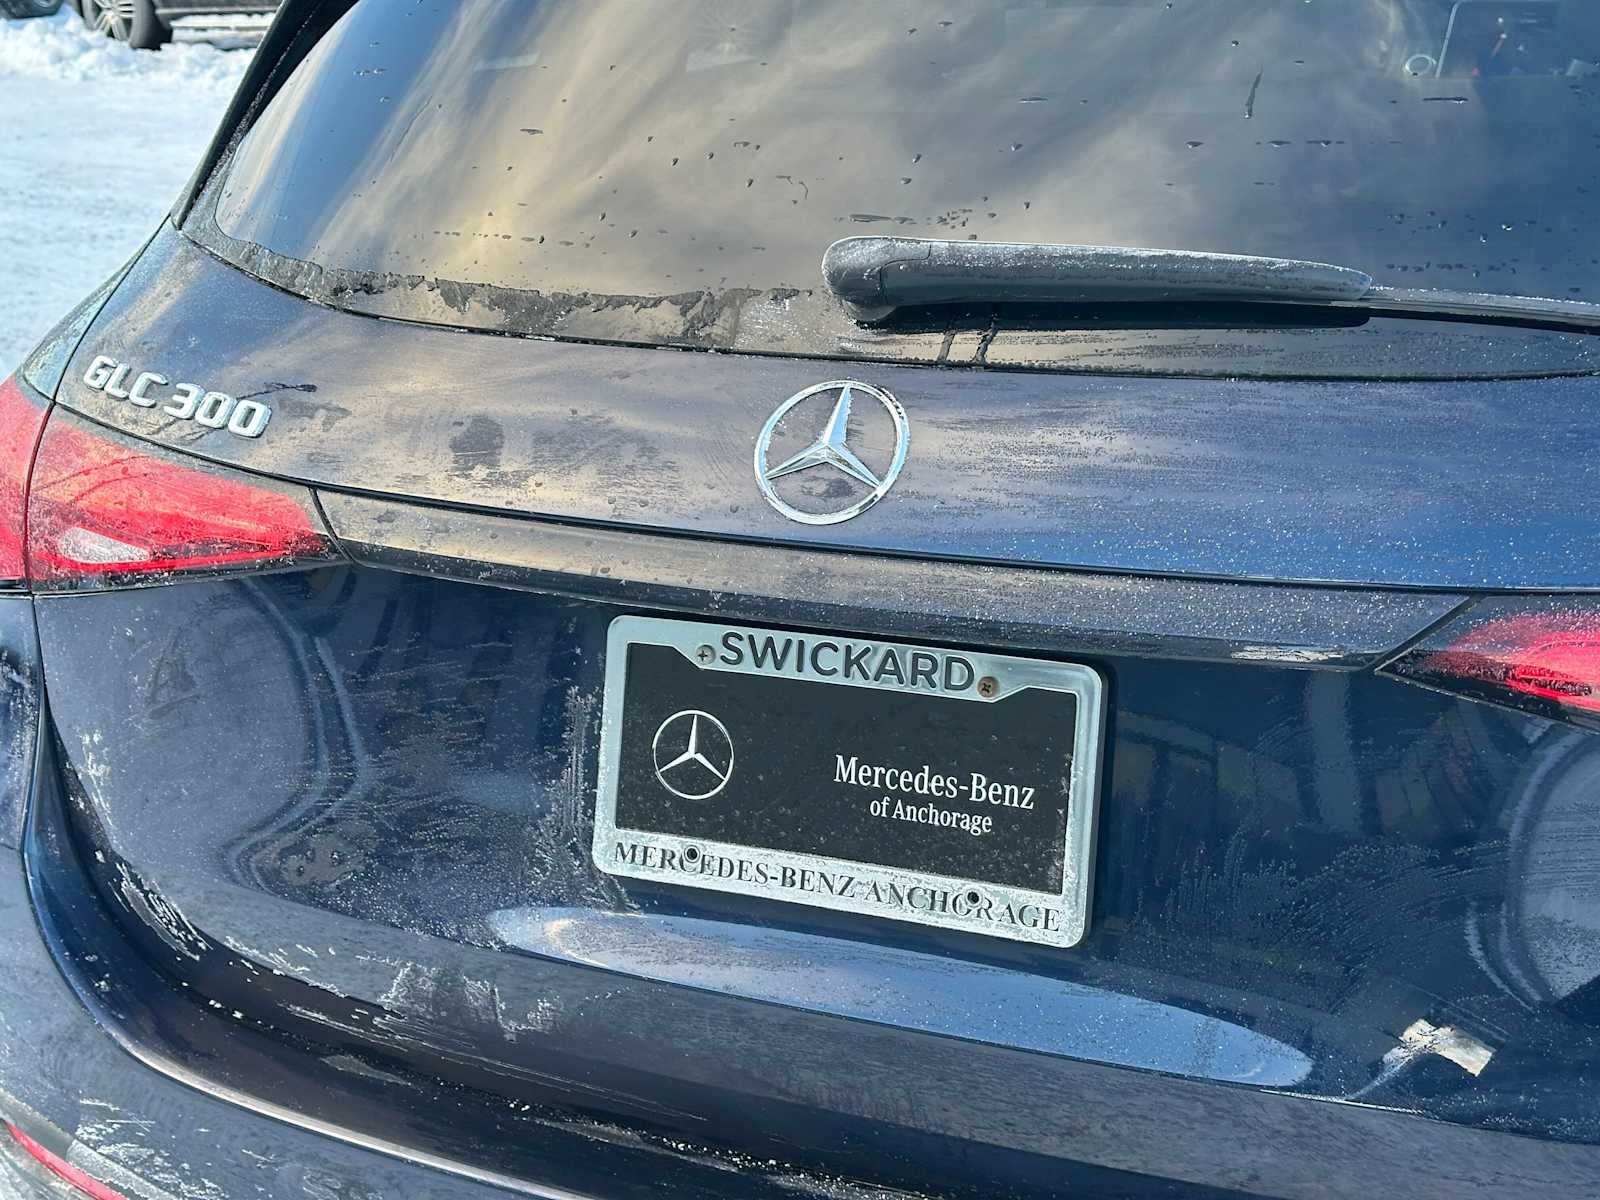 GLC 300
SWICKARD
Mercedes-Benz
of Anchorage
MERCEDES-BENZ ANCHORAGE